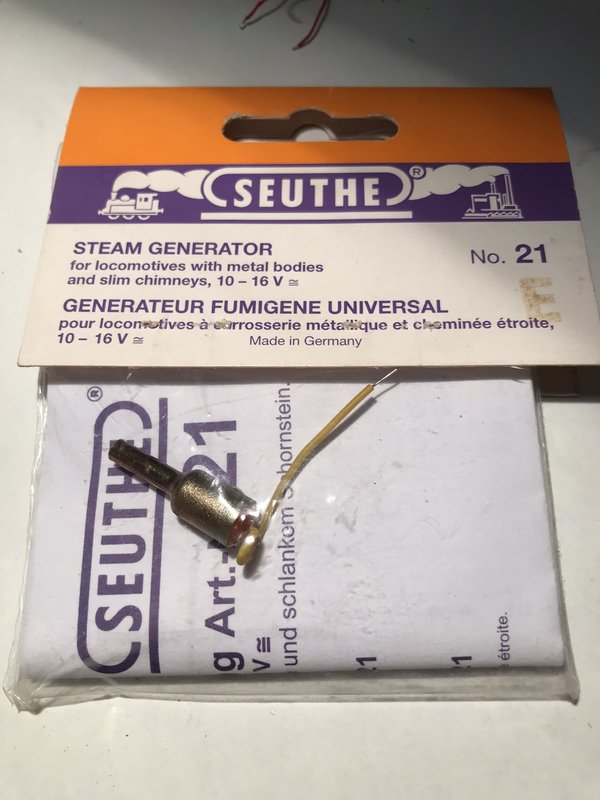 SEUTHE®
STEAM GENERATOR
for locomotives with metal bodies
and slim chimneys, 10 – 16 V ≅
No. 21
E
GENERATEUR FUMIGENE UNIVERSAL
pour locomotives à carrosserie métallique et cheminée étroite,
10 – 16 V ≅
Made in Germany
SEUTHE®
g Art.- 21
V ≅
und schlankem Schornstein.
21
21
étroite.